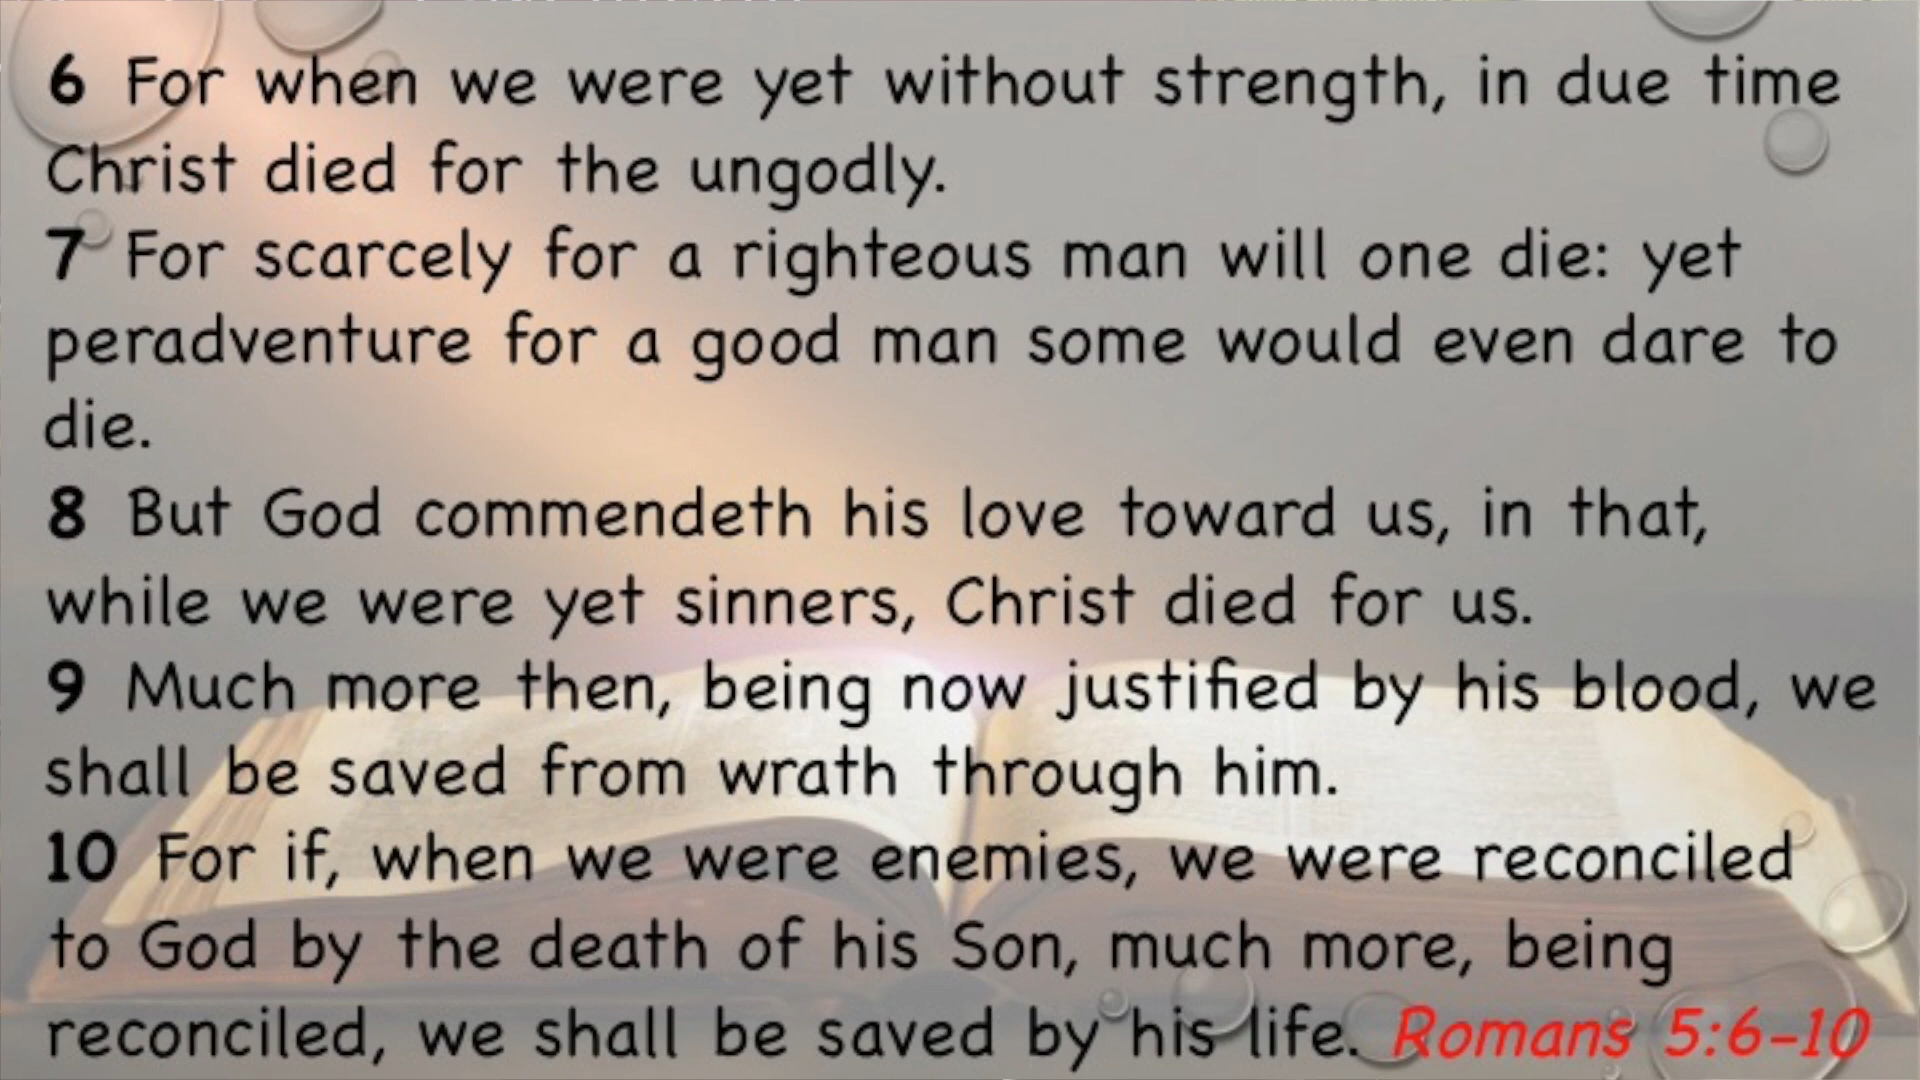 6 For when we were yet without strength, in due time
Christ died for the ungodly.
7 For scarcely for a righteous man will one die: yet
peradventure for a good man some would even dare to
die.
8 But God commendeth his love toward us, in that,
while we were yet sinners, Christ died for us.
9 Much more then, being now justified by his blood, we
shall be saved from wrath through him.
10 For if, when we were enemies, we were reconciled
to God by the death of his Son, much more, being
reconciled, we shall be saved by his life. Romans 5:6-10